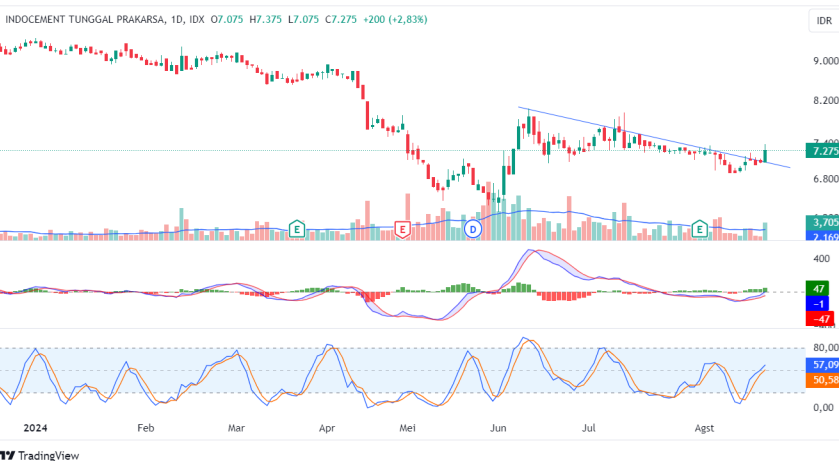 INDOCEMENT TUNGGAL PRAKARSA, 1D, IDX O7.075 H7.375 L7.075 C7.275 +200 (+2,83%)
IDR
9.000
8.200
7.275
6.800
E
E
D
E
3,705
2,169
400
47
−1
−47
80,00
57,09
50,58
0,00
2024 Feb Mar Apr Mei Jun Jul Agst
TradingView